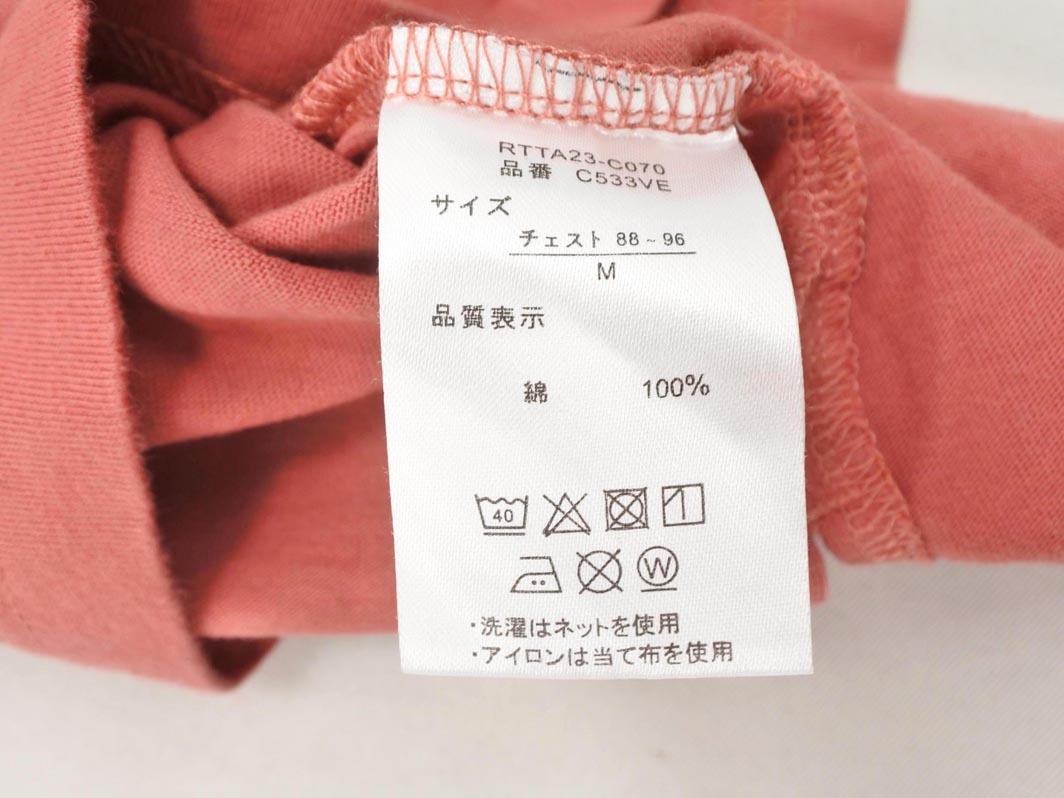 RTTA23-C070
品番 C533VE
サイズ
チェスト 88~96
M
品質表示
綿 100%
40
W
・洗濯はネットを使用
・アイロンは当て布を使用